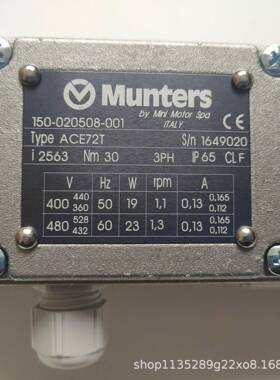 Munters
by Mini Motor Spa
150-020508-001
ITALY
CE
Type ACE72T
S/n 1649020
i 2563 Nm 30 3PH IP 65 CL F
V Hz W rpm A
400 440 360 50 19 1,1 0,13 0,165 0,112
480 528 432 60 23 1,3 0,13 0,165 0,112
shop1135289g22xo8.168